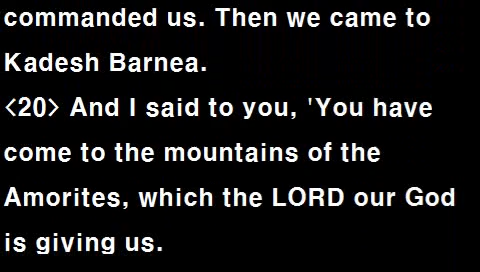 commanded us. Then we came to
Kadesh Barnea.
<20> And I said to you, 'You have
come to the mountains of the
Amorites, which the LORD our God
is giving us.